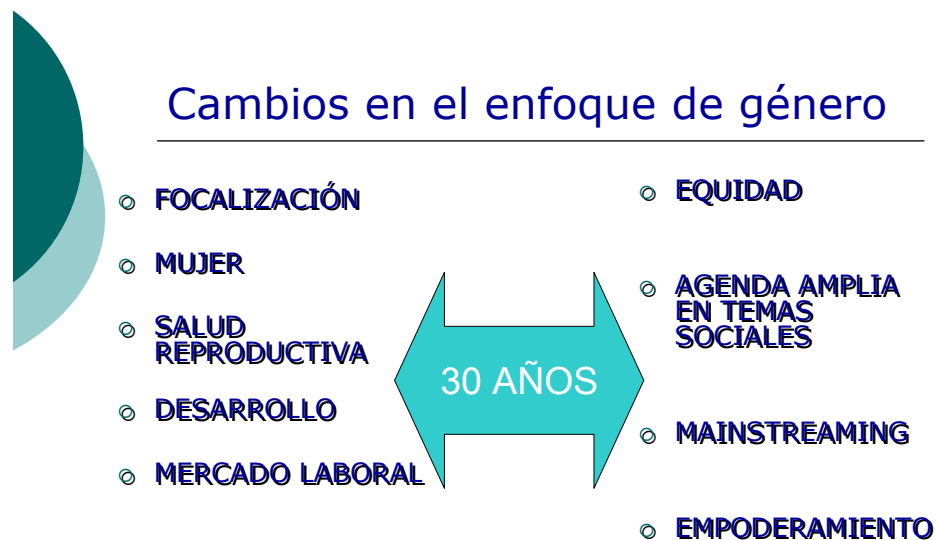 Cambios en el enfoque de género
FOCALIZACIÓN
MUJER
SALUD
REPRODUCTIVA
DESARROLLO
MERCADO LABORAL
30 AÑOS
EQUIDAD
AGENDA AMPLIA
EN TEMAS
SOCIALES
MAINSTREAMING
EMPODERAMIENTO